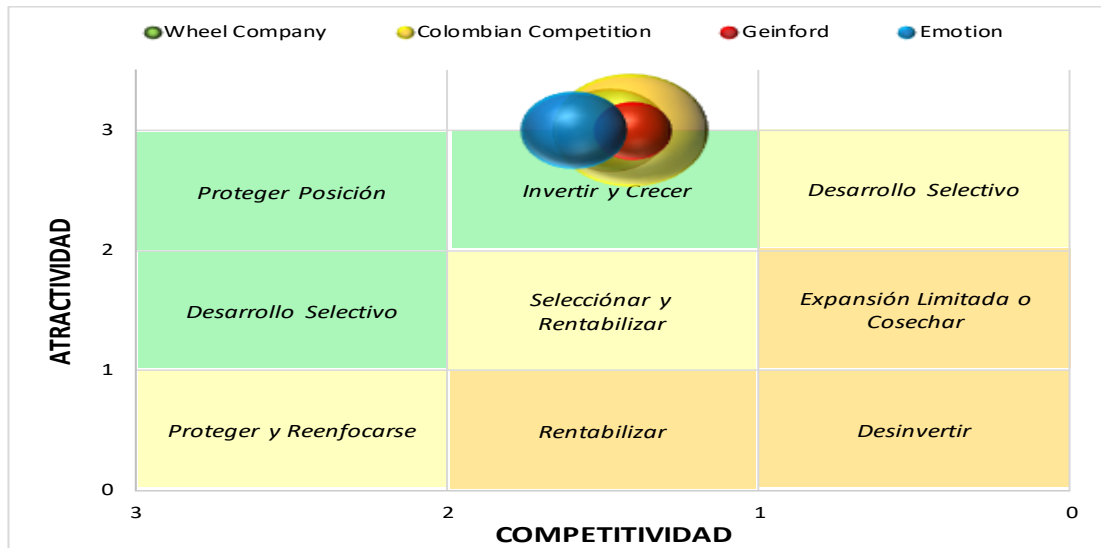 Wheel Company Colombian Competition Geinford Emotion
3
Proteger Posición Invertir y Crecer Desarrollo Selectivo
2
Desarrollo Selectivo Selecciónar y Rentabilizar Expansión Limitada o Cosechar
1
Proteger y Reenfocarse Rentabilizar Desinvertir
0
3 2 1 0
ATRACTIVIDAD
COMPETITIVIDAD